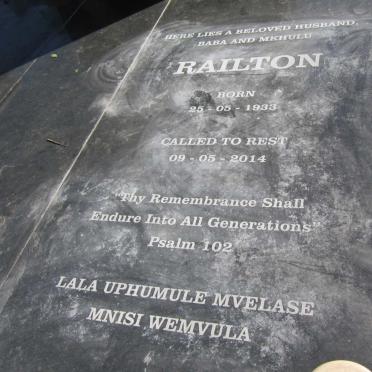 HERE LIES A BELOVED HUSBAND,
BABA AND MKHULU
RAILTON
BORN
25 - 05 - 1933
CALLED TO REST
09 - 05 - 2014
"Thy Remembrance Shall
Endure Into All Generations"
Psalm 102
LALA UPHUMULE MVELASE
MNISI WEMVULA